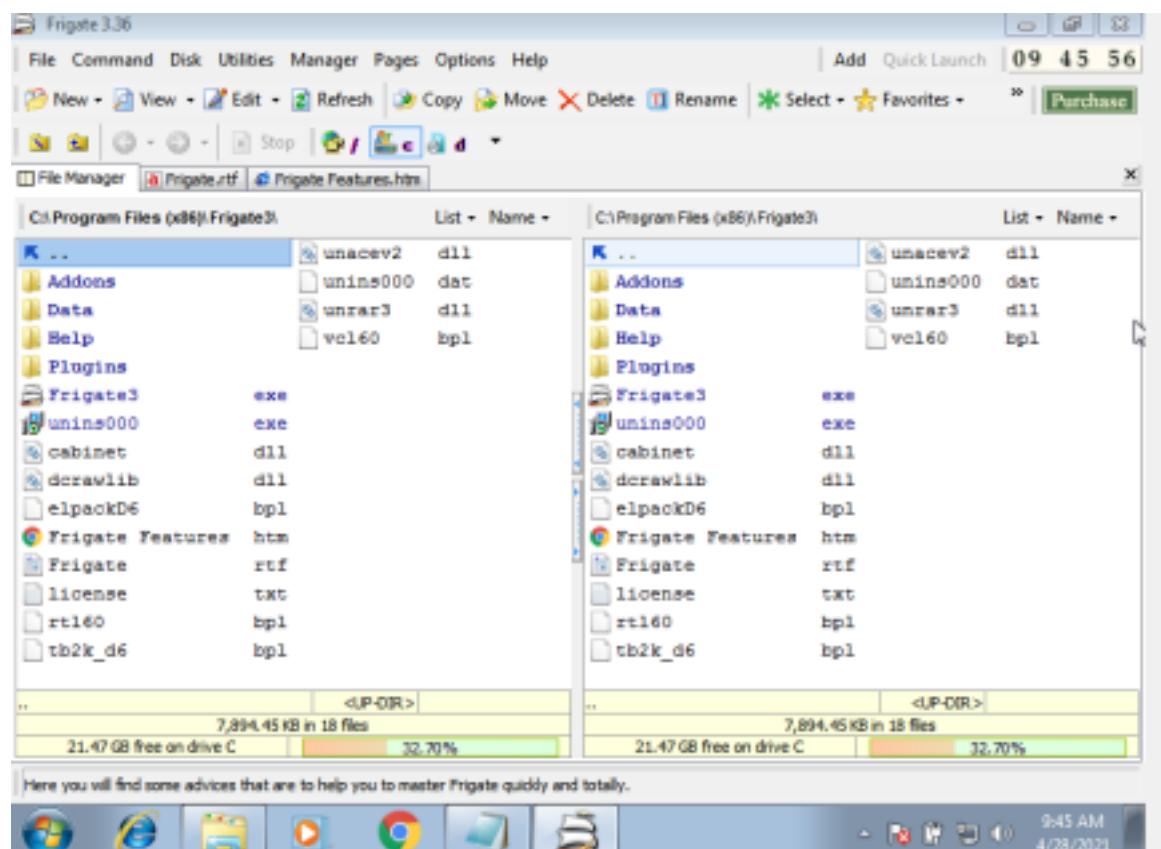 Frigate 3.36
File Command Disk Utilities Manager Pages Options Help Add Quick Launch 09 45 56
New View Edit Refresh Copy Move Delete Rename Select Favorites » Purchase
Stop / c d
File Manager Frigate.rtf Frigate Features.htm
C:\Program Files (x86)\Frigate3\ List Name C:\Program Files (x86)\Frigate3\ List Name
.. unacev2 dll .. unacev2 dll
Addons unins000 dat Addons unins000 dat
Data unrar3 dll Data unrar3 dll
Help vcl60 bpl Help vcl60 bpl
Plugins Plugins
Frigate3 exe Frigate3 exe
unins000 exe unins000 exe
cabinet dll cabinet dll
dcrawlib dll dcrawlib dll
elpackD6 bpl elpackD6 bpl
Frigate Features htm Frigate Features htm
Frigate rtf Frigate rtf
license txt license txt
rtl60 bpl rtl60 bpl
tb2k_d6 bpl tb2k_d6 bpl
.. <UP-DIR> .. <UP-DIR>
7,894.45 KB in 18 files 7,894.45 KB in 18 files
21.47 GB free on drive C 32.70% 21.47 GB free on drive C 32.70%
Here you will find some advices that are to help you to master Frigate quickly and totally.
9:45 AM
4/28/2021